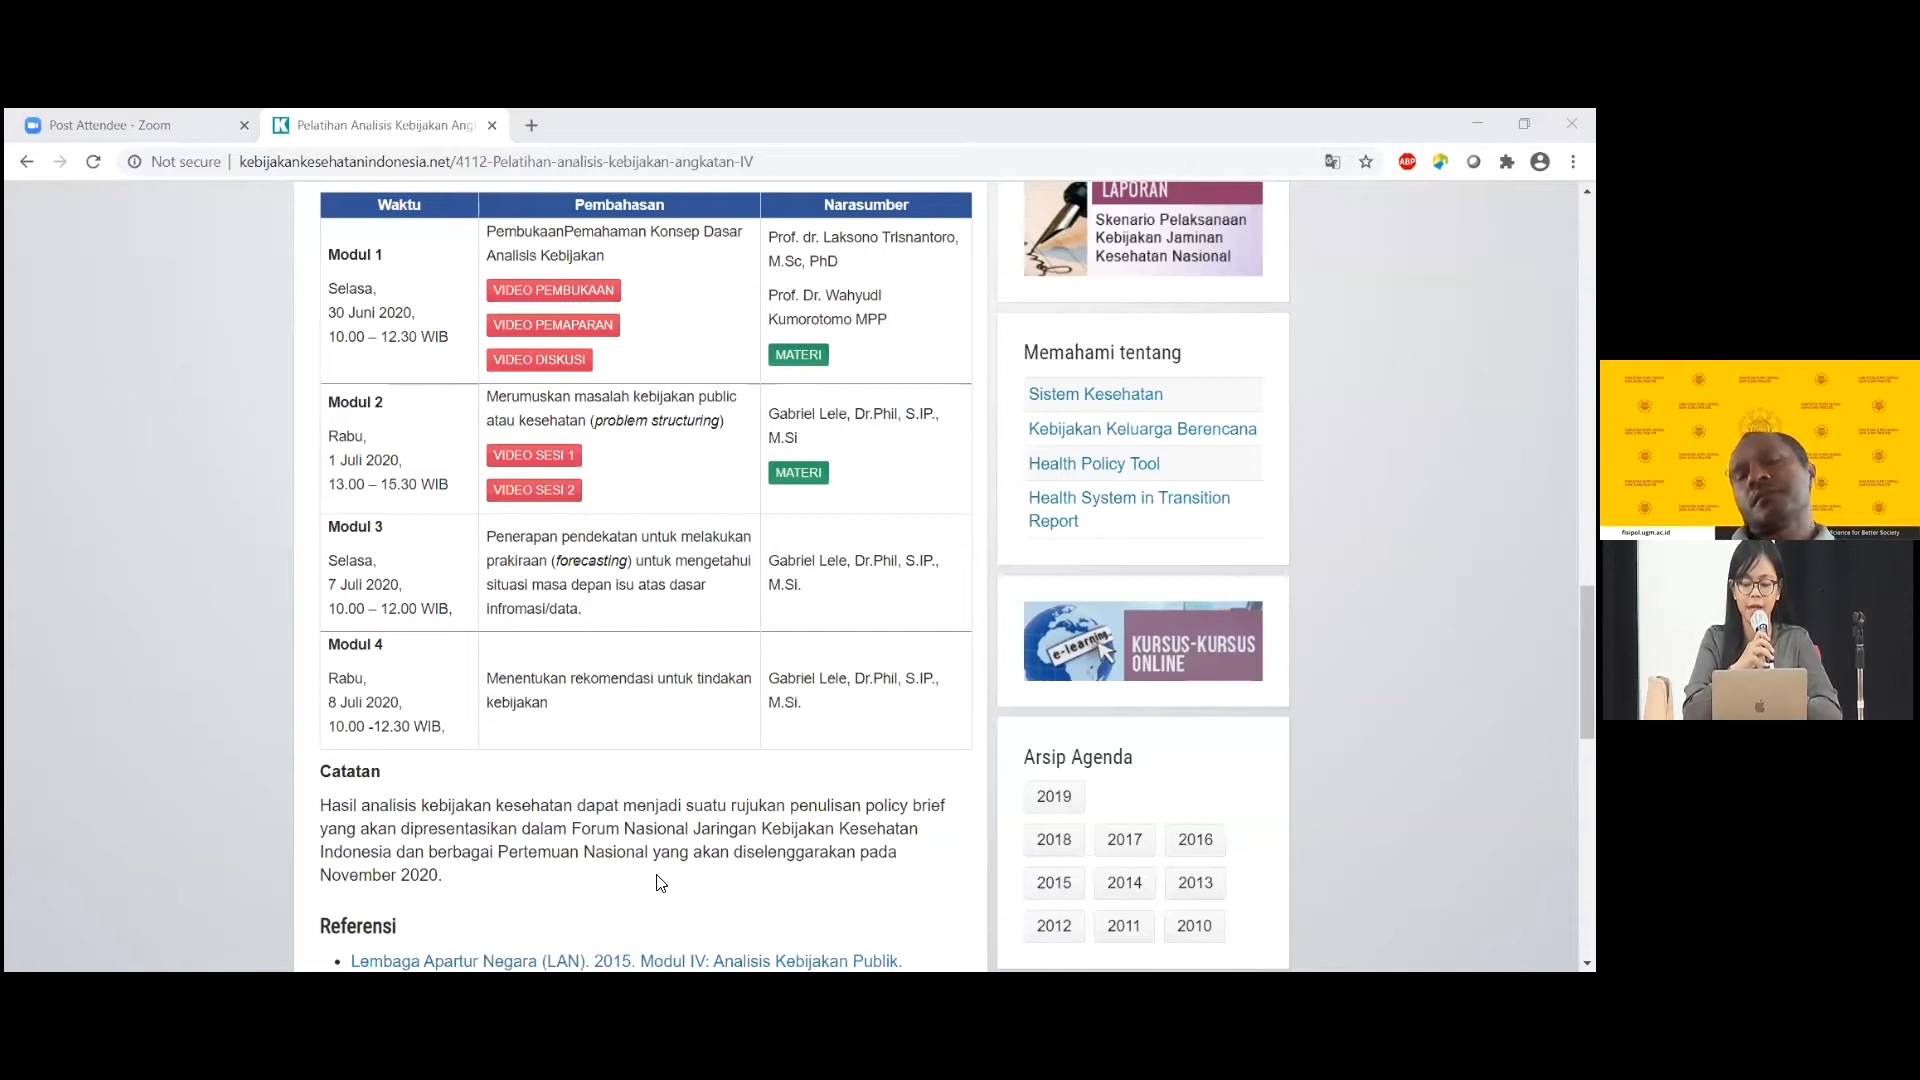 Post Attendee - Zoom
Pelatihan Analisis Kebijakan Ang
Not secure | kebijakankesehatanindonesia.net/4112-Pelatihan-analisis-kebijakan-angkatan-IV
ABP
Waktu
Pembahasan
Narasumber
Modul 1
Selasa,
30 Juni 2020,
10.00 – 12.30 WIB
PembukaanPemahaman Konsep Dasar
Analisis Kebijakan
VIDEO PEMBUKAAN
VIDEO PEMAPARAN
VIDEO DISKUSI
Prof. dr. Laksono Trisnantoro,
M.Sc, PhD
Prof. Dr. Wahyudi
Kumorotomo MPP
MATERI
Modul 2
Rabu,
1 Juli 2020,
13.00 – 15.30 WIB
Merumuskan masalah kebijakan public
atau kesehatan (problem structuring)
VIDEO SESI 1
VIDEO SESI 2
Gabriel Lele, Dr.Phil, S.IP.,
M.Si
MATERI
Modul 3
Selasa,
7 Juli 2020,
10.00 – 12.00 WIB,
Penerapan pendekatan untuk melakukan
prakiraan (forecasting) untuk mengetahui
situasi masa depan isu atas dasar
infromasi/data.
Gabriel Lele, Dr.Phil, S.IP.,
M.Si.
Modul 4
Rabu,
8 Juli 2020,
10.00 -12.30 WIB,
Menentukan rekomendasi untuk tindakan
kebijakan
Gabriel Lele, Dr.Phil, S.IP.,
M.Si.
Catatan
Hasil analisis kebijakan kesehatan dapat menjadi suatu rujukan penulisan policy brief
yang akan dipresentasikan dalam Forum Nasional Jaringan Kebijakan Kesehatan
Indonesia dan berbagai Pertemuan Nasional yang akan diselenggarakan pada
November 2020.
Referensi
• Lembaga Apartur Negara (LAN). 2015. Modul IV: Analisis Kebijakan Publik.
LAPORAN
Skenario Pelaksanaan
Kebijakan Jaminan
Kesehatan Nasional
Memahami tentang
Sistem Kesehatan
Kebijakan Keluarga Berencana
Health Policy Tool
Health System in Transition
Report
e-learning
KURSUS-KURSUS
ONLINE
Arsip Agenda
2019
2018 2017 2016
2015 2014 2013
2012 2011 2010
fisipol.ugm.ac.id
cience for Better Society